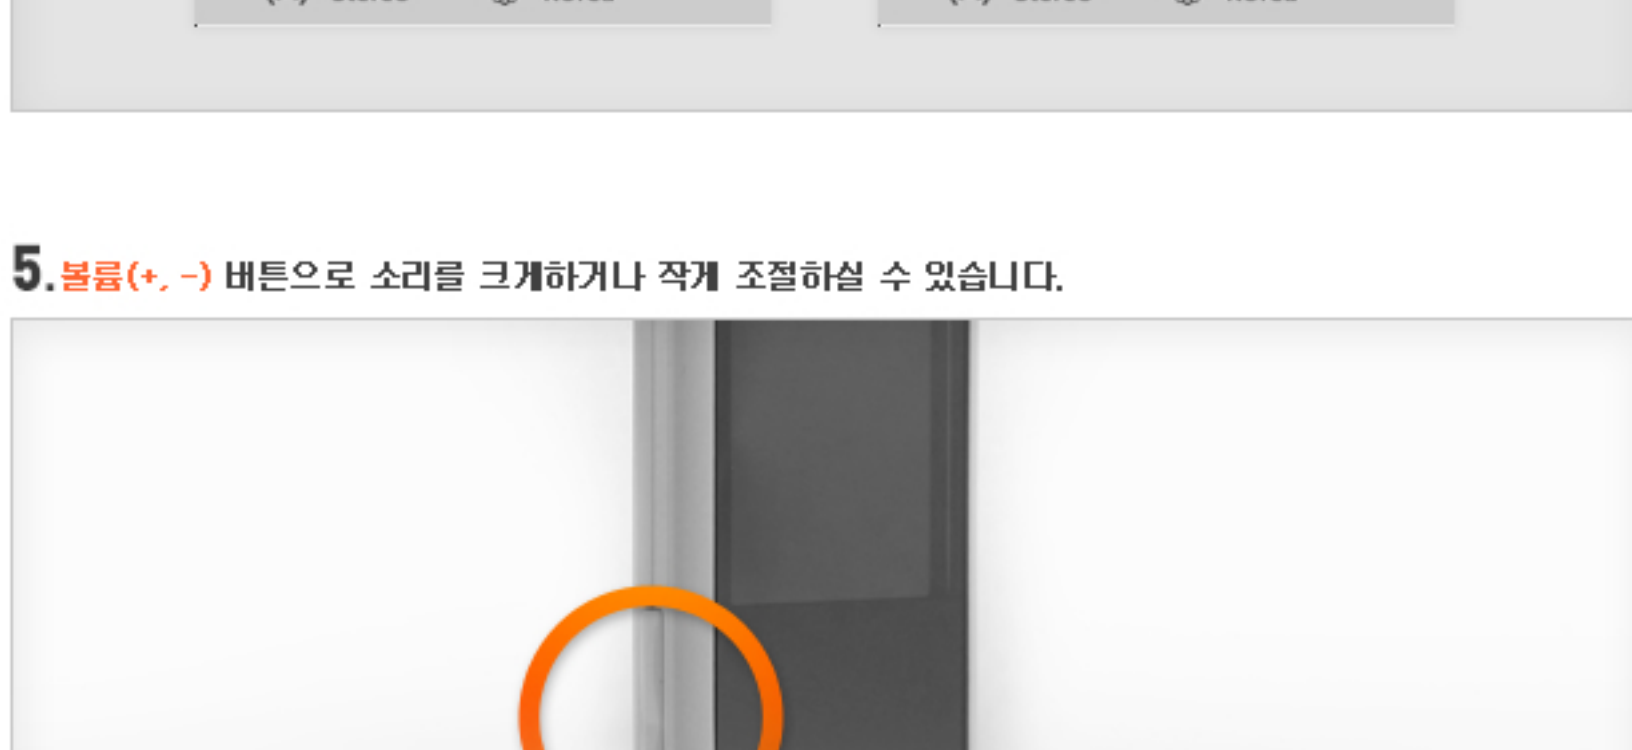 5.볼륨(+, -) 버튼으로 소리를 크게하거나 작게 조절하실 수 있습니다.